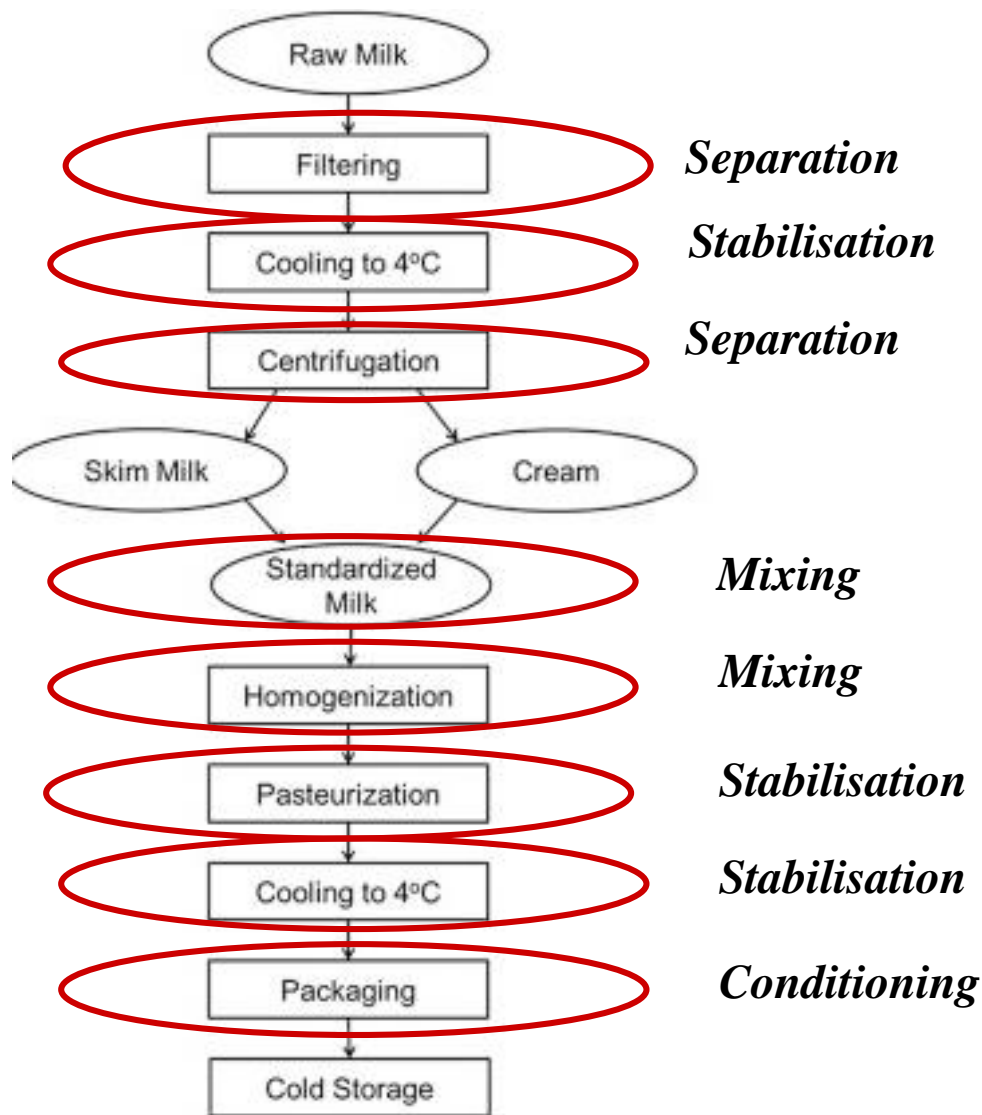 Raw Milk
Filtering
Separation
Cooling to 4°C
Stabilisation
Centrifugation
Separation
Skim Milk
Cream
Standardized
Milk
Mixing
Homogenization
Mixing
Pasteurization
Stabilisation
Cooling to 4°C
Stabilisation
Packaging
Conditioning
Cold Storage